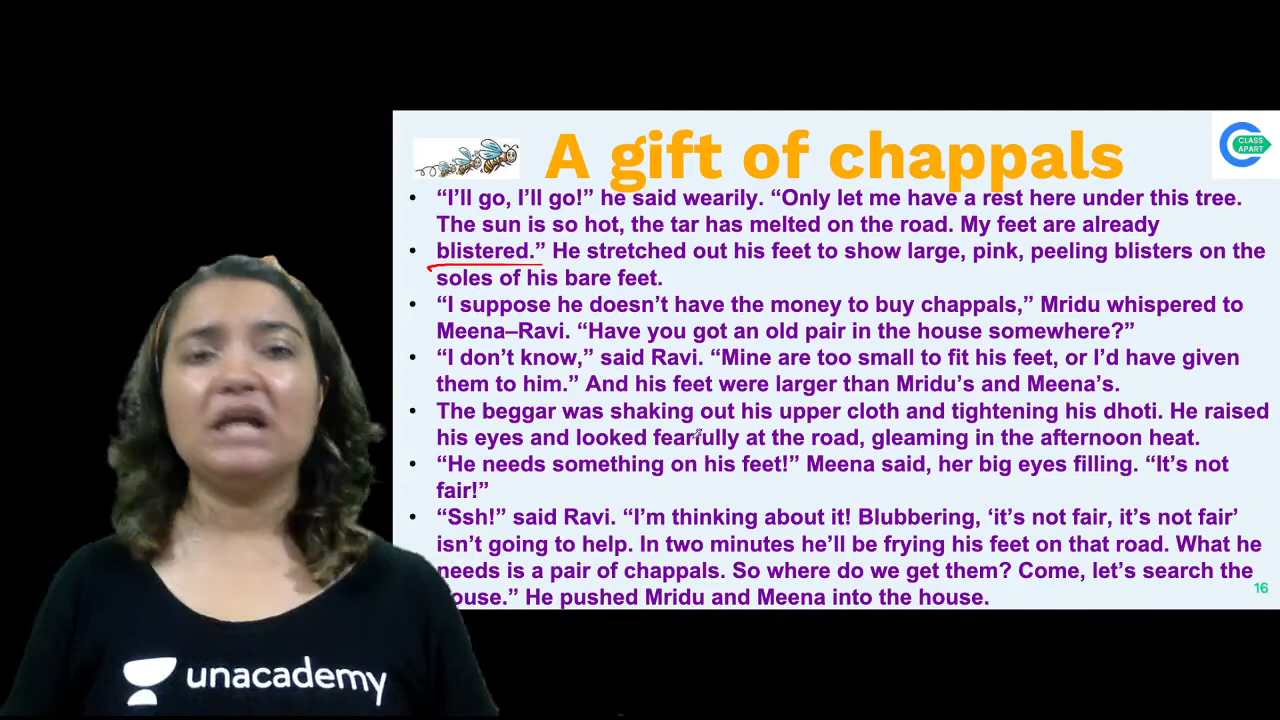 A gift of chappals
CLASS
APART
• “I’ll go, I’ll go!” he said wearily. “Only let me have a rest here under this tree.
The sun is so hot, the tar has melted on the road. My feet are already
• blistered.” He stretched out his feet to show large, pink, peeling blisters on the
soles of his bare feet.
• “I suppose he doesn’t have the money to buy chappals,” Mridu whispered to
Meena–Ravi. “Have you got an old pair in the house somewhere?”
• “I don’t know,” said Ravi. “Mine are too small to fit his feet, or I’d have given
them to him.” And his feet were larger than Mridu’s and Meena’s.
• The beggar was shaking out his upper cloth and tightening his dhoti. He raised
his eyes and looked fearfully at the road, gleaming in the afternoon heat.
• “He needs something on his feet!” Meena said, her big eyes filling. “It’s not
fair!”
• “Ssh!” said Ravi. “I’m thinking about it! Blubbering, ‘it’s not fair, it’s not fair’
isn’t going to help. In two minutes he’ll be frying his feet on that road. What he
needs is a pair of chappals. So where do we get them? Come, let’s search the
house.” He pushed Mridu and Meena into the house.
16
unacademy